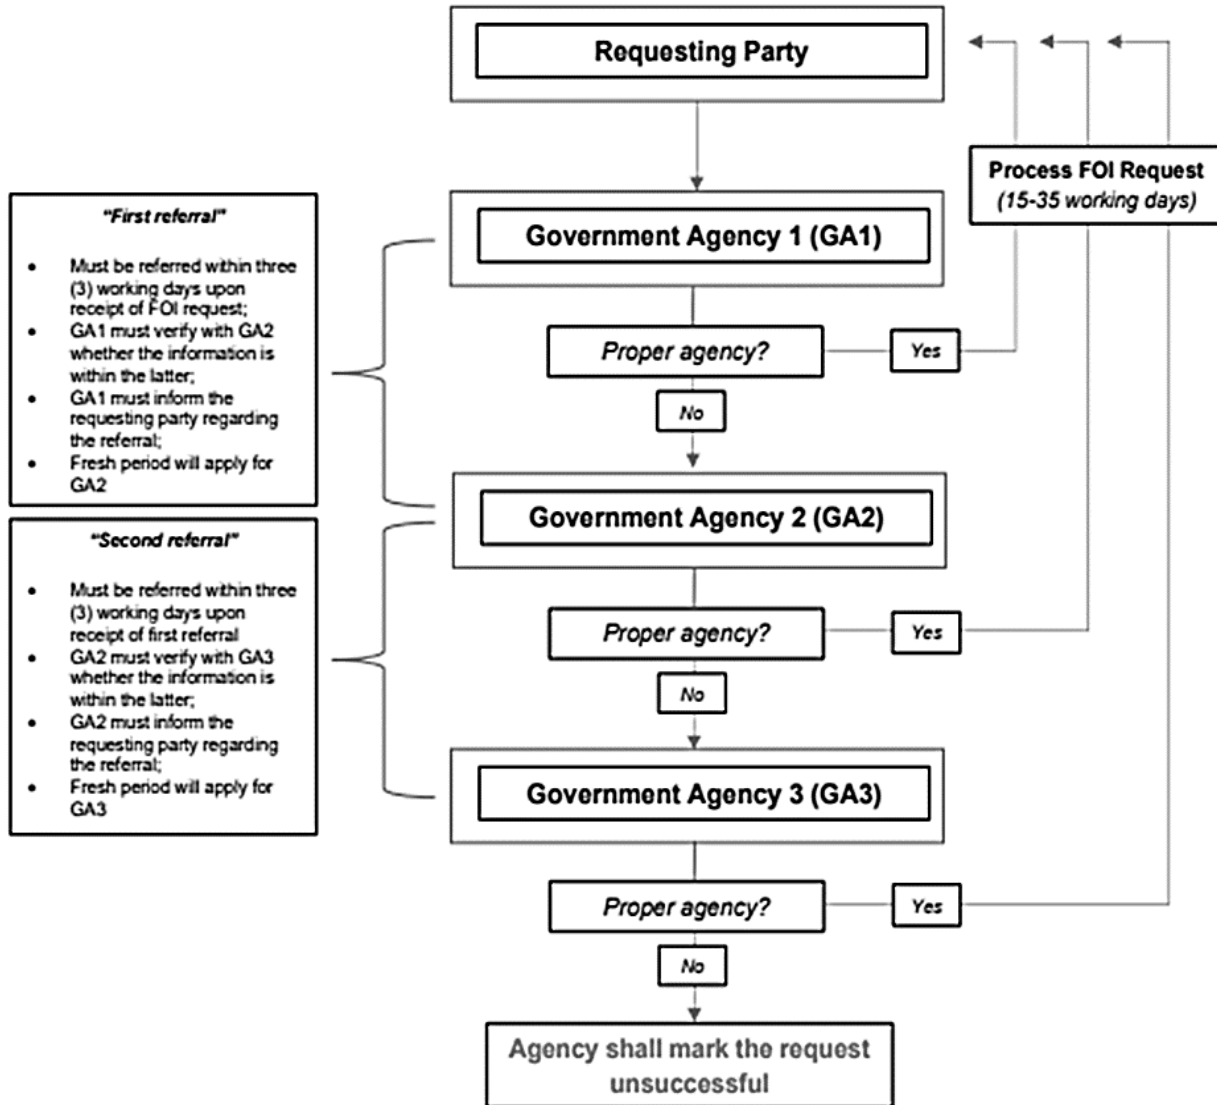 Requesting Party
Process FOI Request
(15-35 working days)
"First referral"
• Must be referred within three
(3) working days upon
receipt of FOI request;
• GA1 must verify with GA2
whether the information is
within the latter;
• GA1 must inform the
requesting party regarding
the referral;
• Fresh period will apply for
GA2
Government Agency 1 (GA1)
Proper agency?
Yes
No
Government Agency 2 (GA2)
"Second referral"
• Must be referred within three
(3) working days upon
receipt of first referral
• GA2 must verify with GA3
whether the information is
within the latter;
• GA2 must inform the
requesting party regarding
the referral;
• Fresh period will apply for
GA3
Proper agency?
Yes
No
Government Agency 3 (GA3)
Proper agency?
Yes
No
Agency shall mark the request
unsuccessful